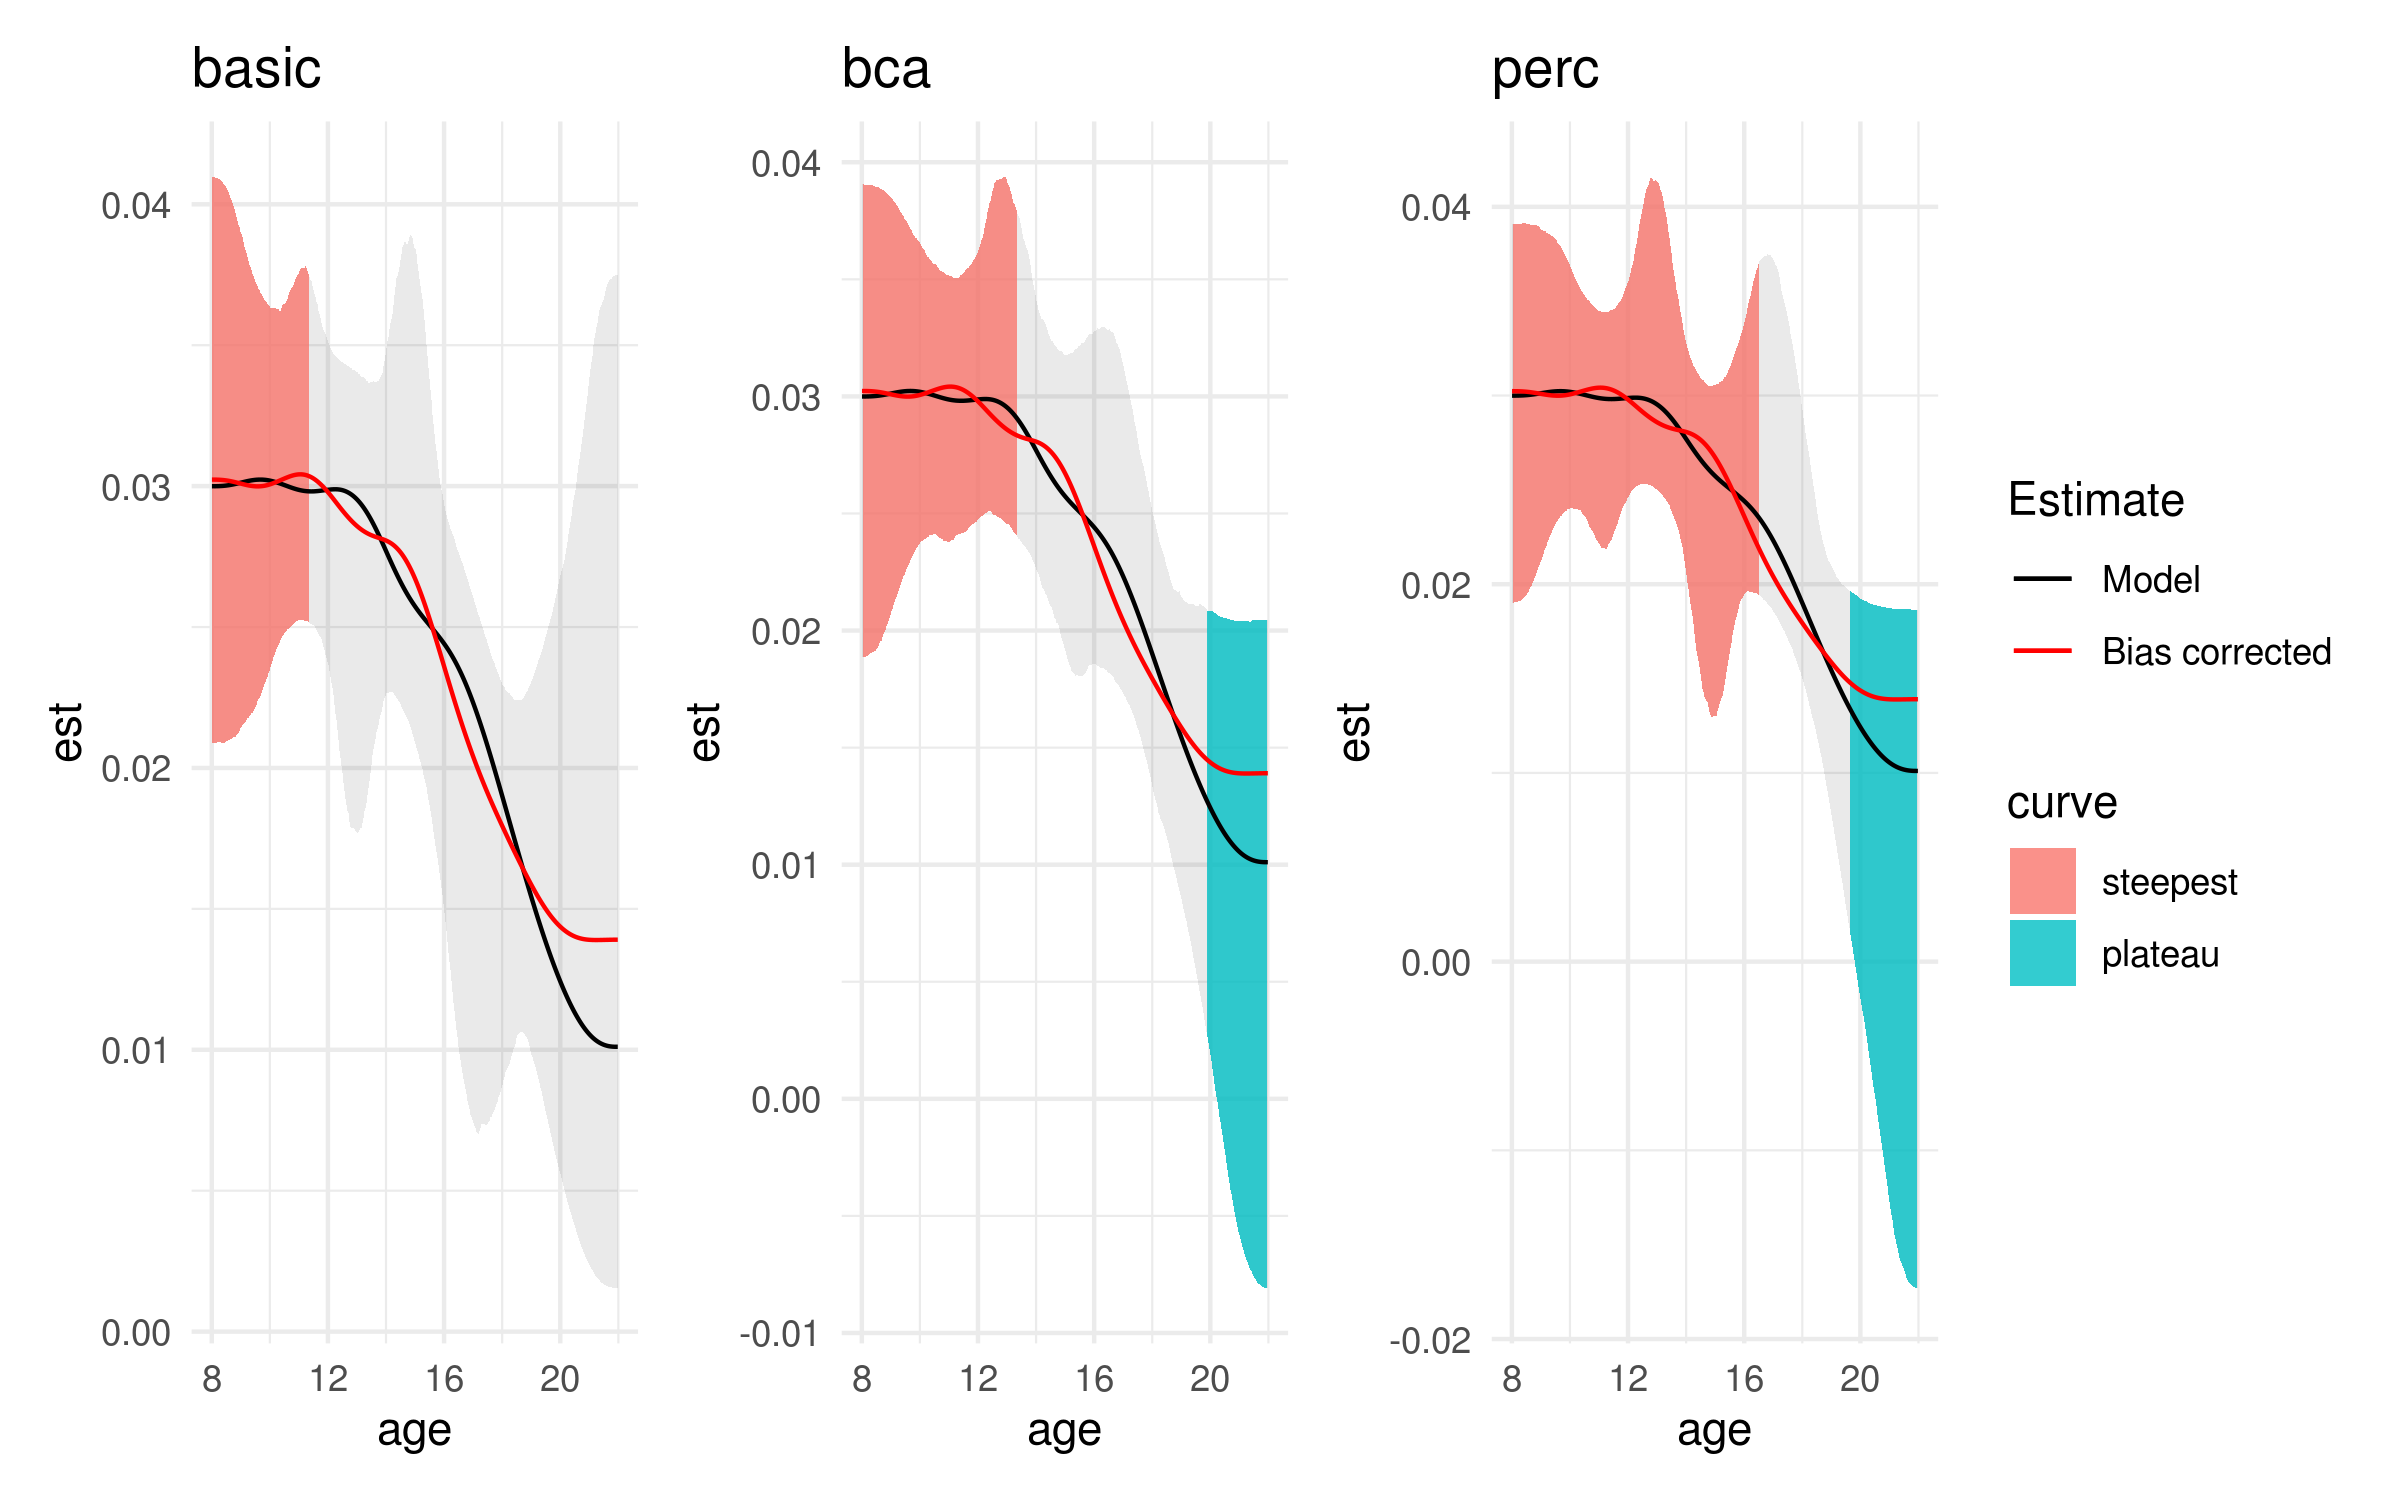 basic
0.04
0.03
0.02
0.01
0.00
est
8 12 16 20
age
bca
0.04
0.03
0.02
0.01
0.00
-0.01
est
8 12 16 20
age
perc
0.04
0.02
0.00
-0.02
est
8 12 16 20
age
Estimate
Model
Bias corrected
curve
steepest
plateau